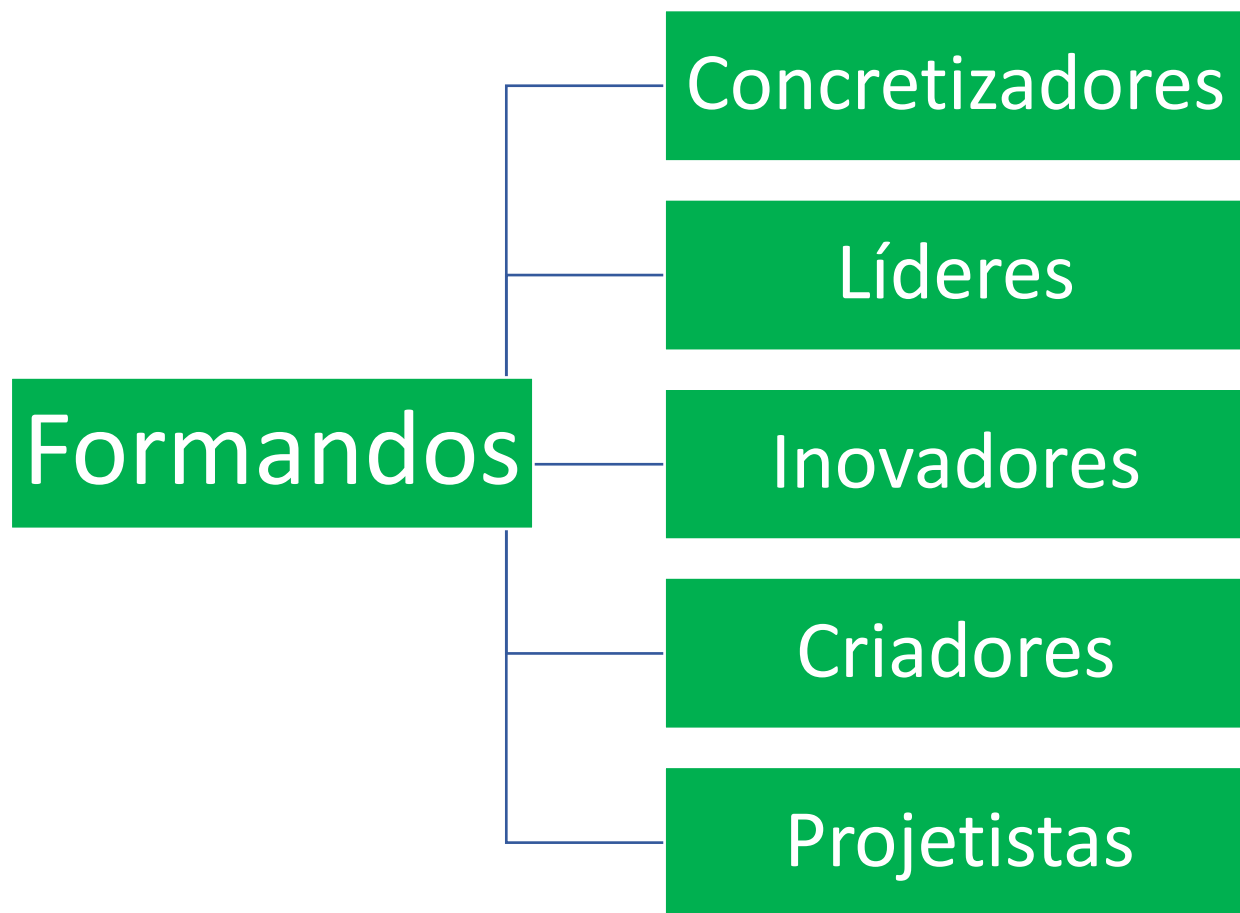 Formandos
Concretizadores
Líderes
Inovadores
Criadores
Projetistas